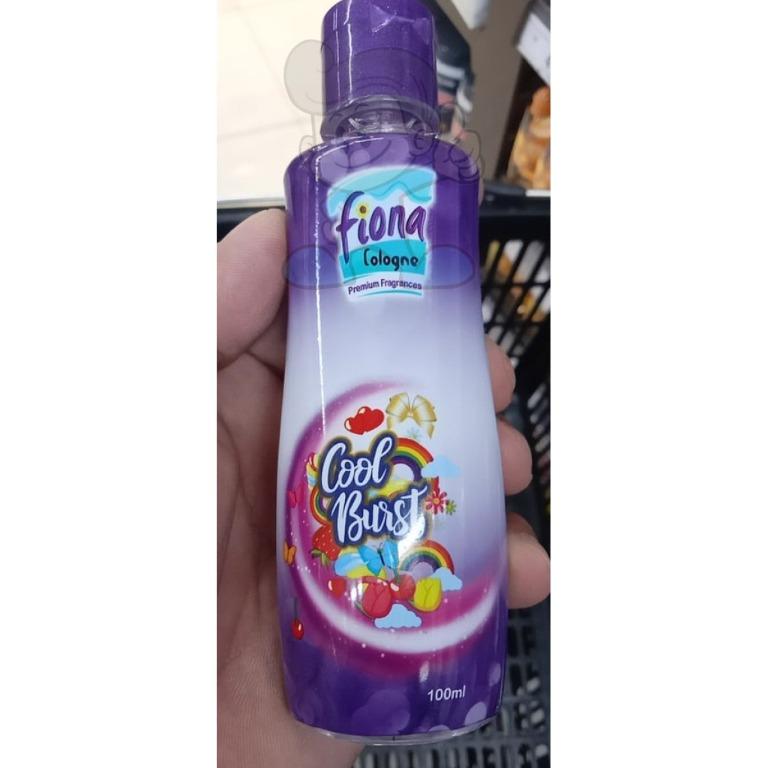 fiona
Cologne
Premium Fragrances
Cool
Burst
100ml